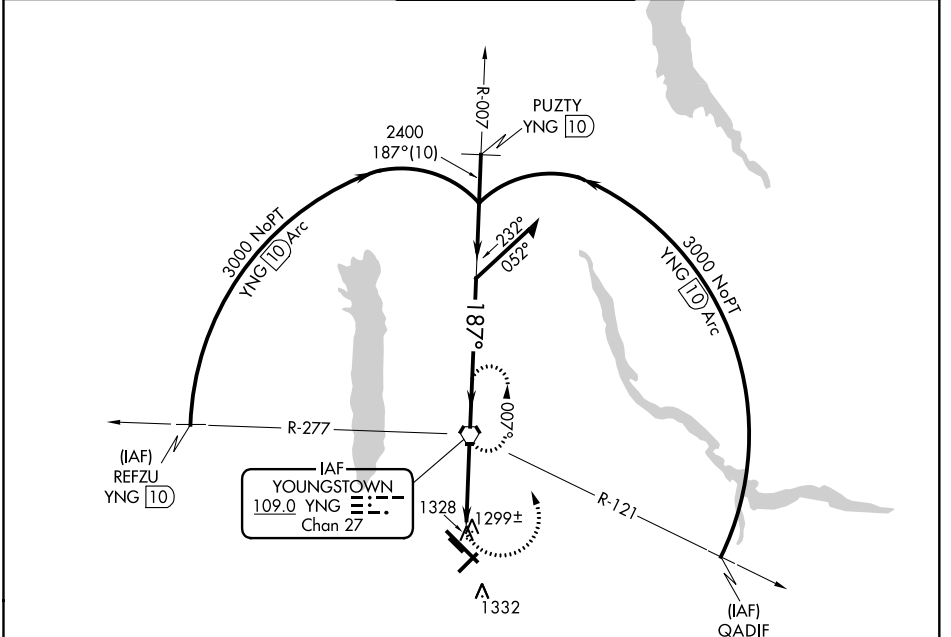 R-007
PUZTY
YNG 10
2400
187°(10)
3000 NoPT
YNG 10 Arc
232°
052°
3000 NoPT
YNG 10 Arc
187°
007°
R-277
(IAF)
REFZU
YNG 10
IAF
YOUNGSTOWN
109.0 YNG
Chan 27
R-121
1328
1299±
1332
(IAF)
QADIF